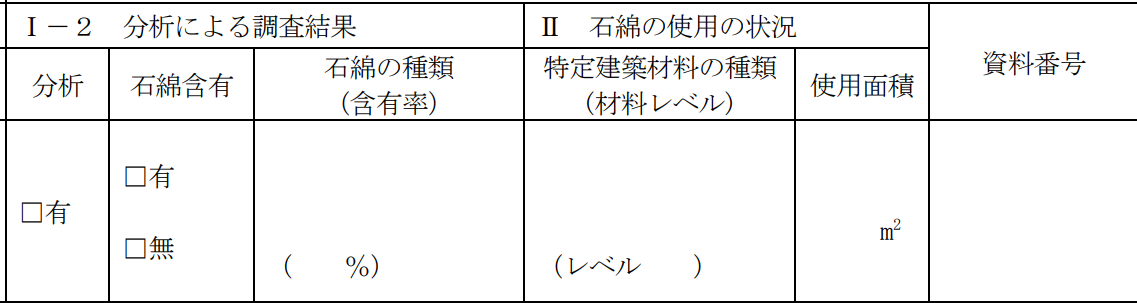 Ⅰ－２　分析による調査結果
Ⅱ　石綿の使用の状況
資料番号
分析
石綿含有
石綿の種類
（含有率）
特定建築材料の種類
（材料レベル）
使用面積
□有
□有
□無
（　　％）
（レベル　　）
㎡